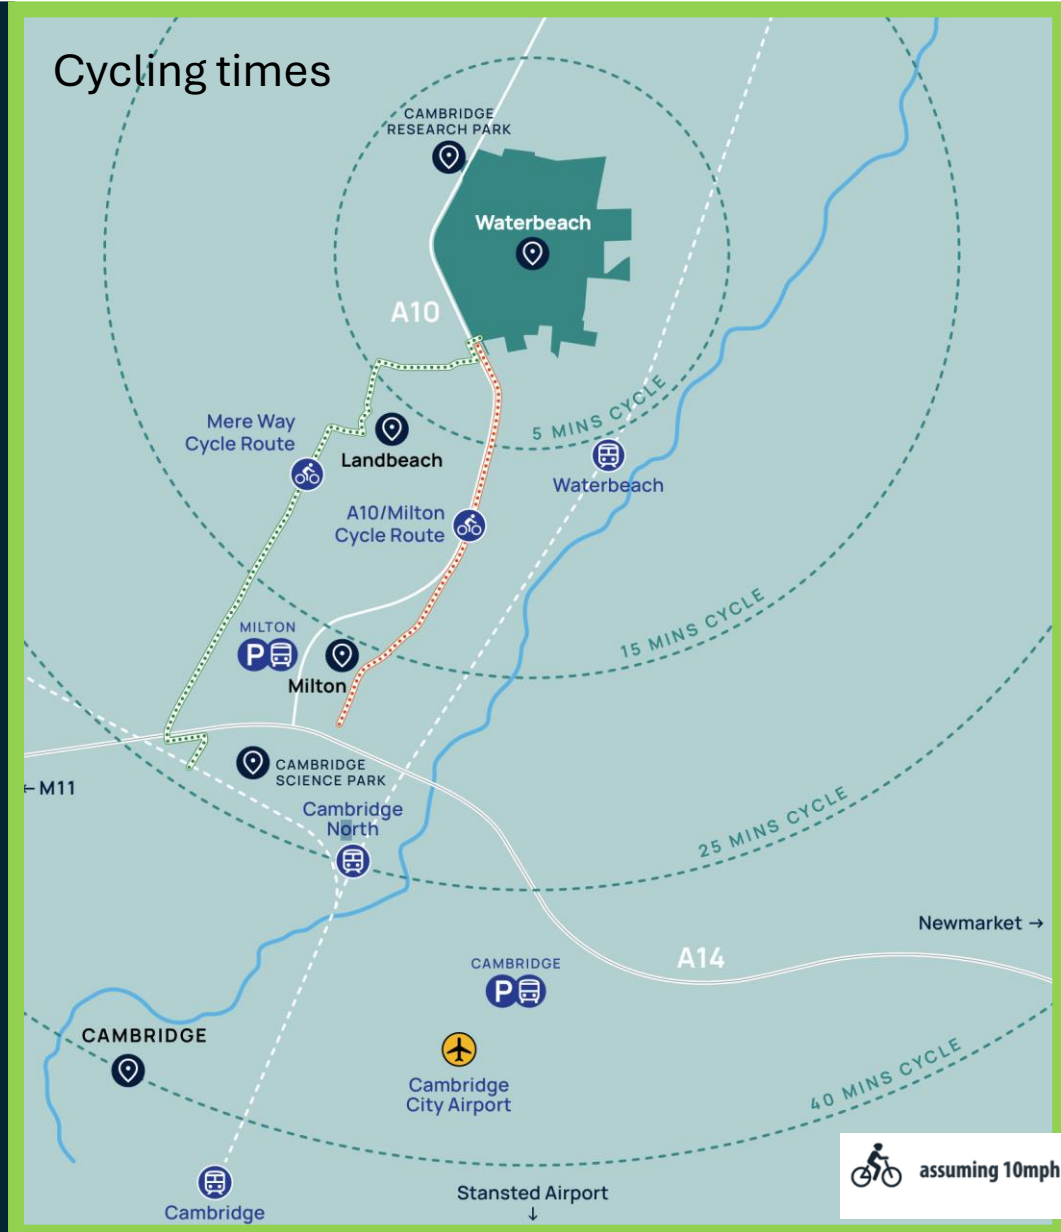 Cycling times
CAMBRIDGE
RESEARCH PARK
Waterbeach
A10
5 MINS CYCLE
Mere Way
Cycle Route
Landbeach
Waterbeach
A10/Milton
Cycle Route
15 MINS CYCLE
MILTON
P
Milton
CAMBRIDGE
SCIENCE PARK
← M11
Cambridge
North
25 MINS CYCLE
Newmarket →
A14
CAMBRIDGE
P
CAMBRIDGE
Cambridge
City Airport
40 MINS CYCLE
assuming 10mph
Stansted Airport
↓
Cambridge